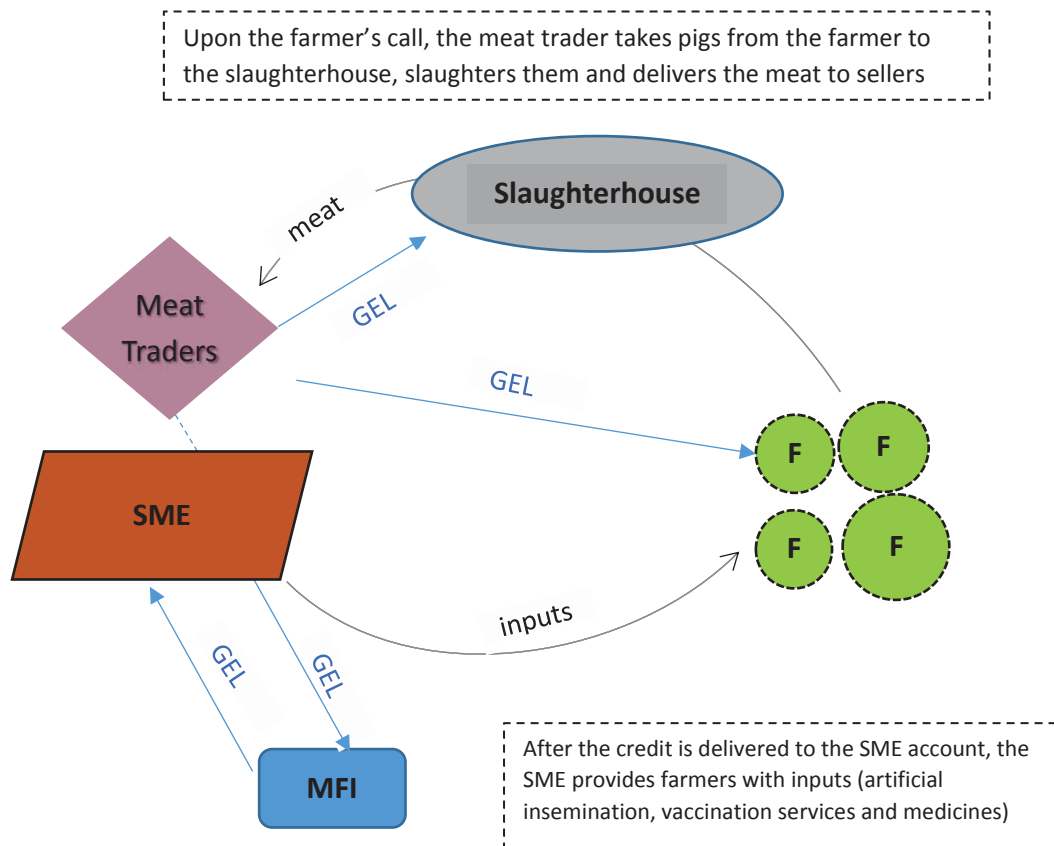 Upon the farmer’s call, the meat trader takes pigs from the farmer to
the slaughterhouse, slaughters them and delivers the meat to sellers
Slaughterhouse
meat
Meat
Traders
GEL
GEL
F
F
SME
F
F
inputs
GEL
GEL
MFI
After the credit is delivered to the SME account, the
SME provides farmers with inputs (artificial
insemination, vaccination services and medicines)